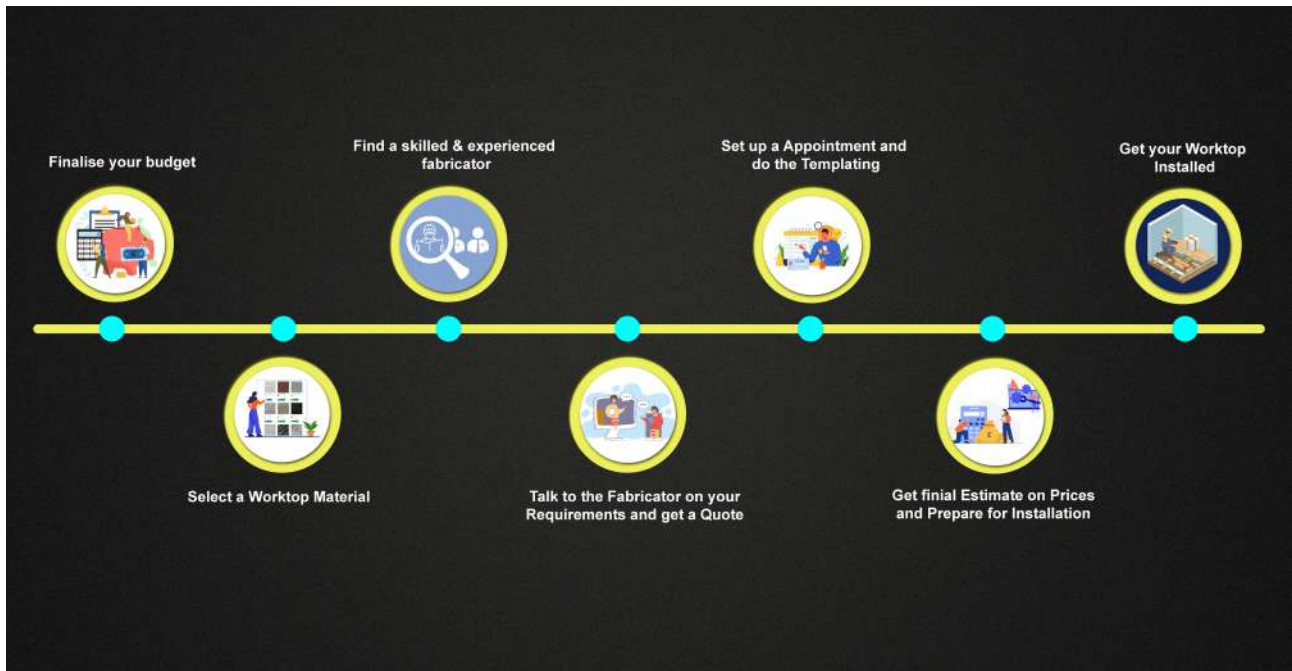 Finalise your budget
Select a Worktop Material
Find a skilled & experienced
fabricator
Talk to the Fabricator on your
Requirements and get a Quote
Set up a Appointment and
do the Templating
Get finial Estimate on Prices
and Prepare for Installation
Get your Worktop
Installed